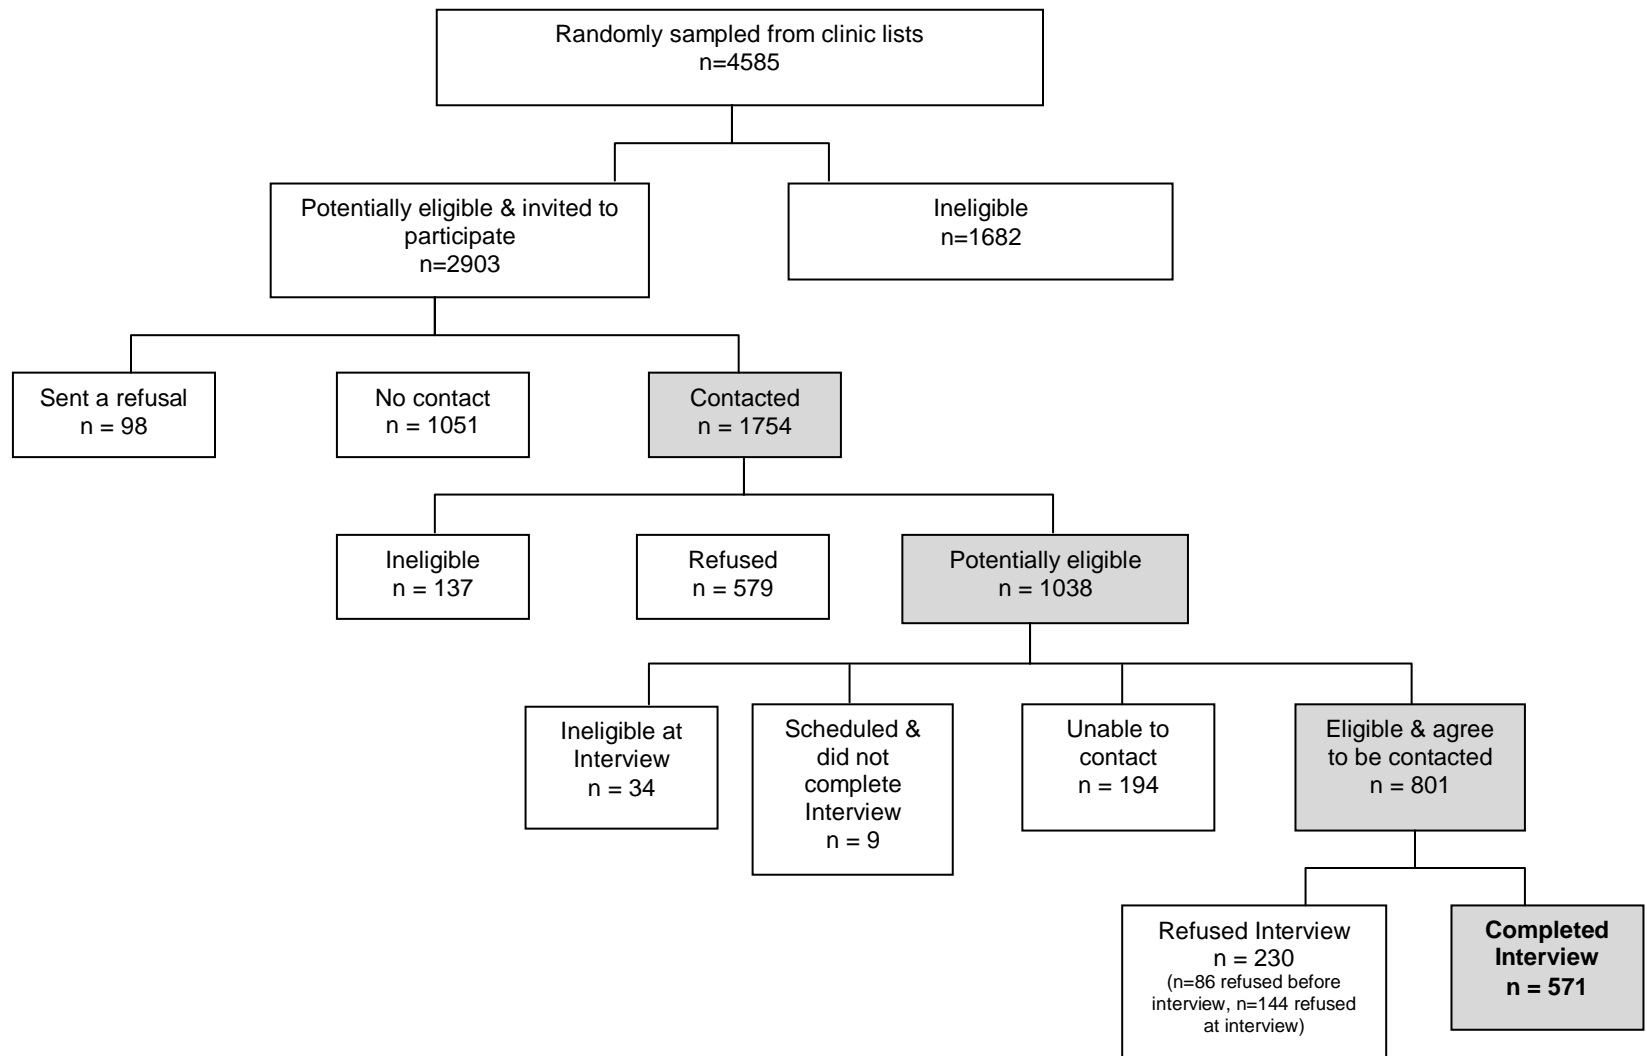 Randomly sampled from clinic lists
n=4585
Potentially eligible & invited to
participate
n=2903
Ineligible
n=1682
Sent a refusal
n = 98
No contact
n = 1051
Contacted
n = 1754
Ineligible
n = 137
Refused
n = 579
Potentially eligible
n = 1038
Ineligible at
Interview
n = 34
Scheduled &
did not
complete
Interview
n = 9
Unable to
contact
n = 194
Eligible & agree
to be contacted
n = 801
Refused Interview
n = 230
(n=86 refused before
interview, n=144 refused
at interview)
Completed
Interview
n = 571